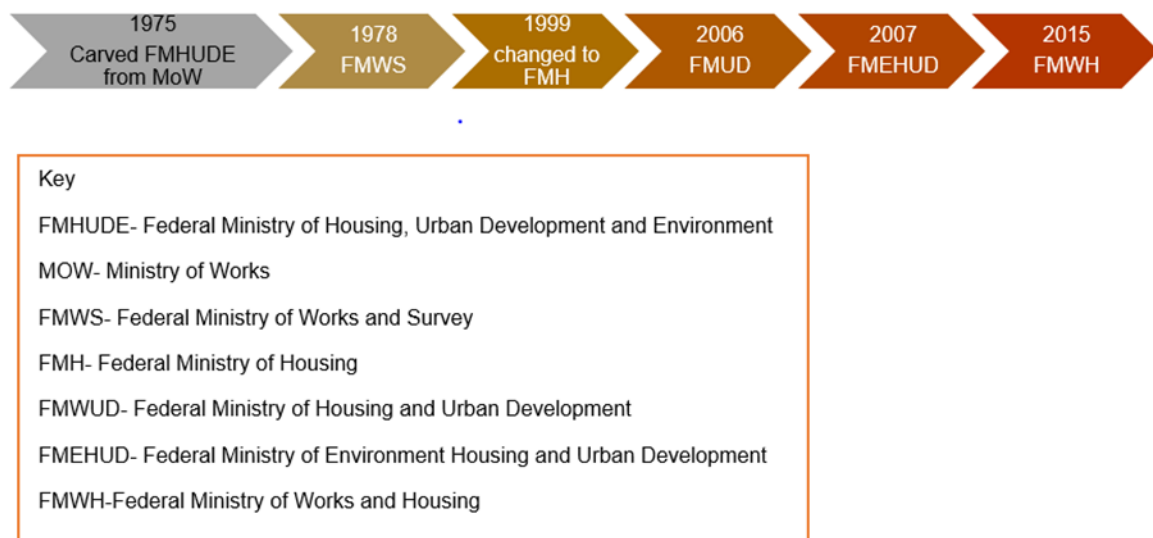 1975
Carved FMHUDE
from MoW
1978
FMWS
1999
changed to
FMH
2006
FMUD
2007
FMEHUD
2015
FMWH
Key
FMHUDE- Federal Ministry of Housing, Urban Development and Environment
MOW- Ministry of Works
FMWS- Federal Ministry of Works and Survey
FMH- Federal Ministry of Housing
FMWUD- Federal Ministry of Housing and Urban Development
FMEHUD- Federal Ministry of Environment Housing and Urban Development
FMWH-Federal Ministry of Works and Housing